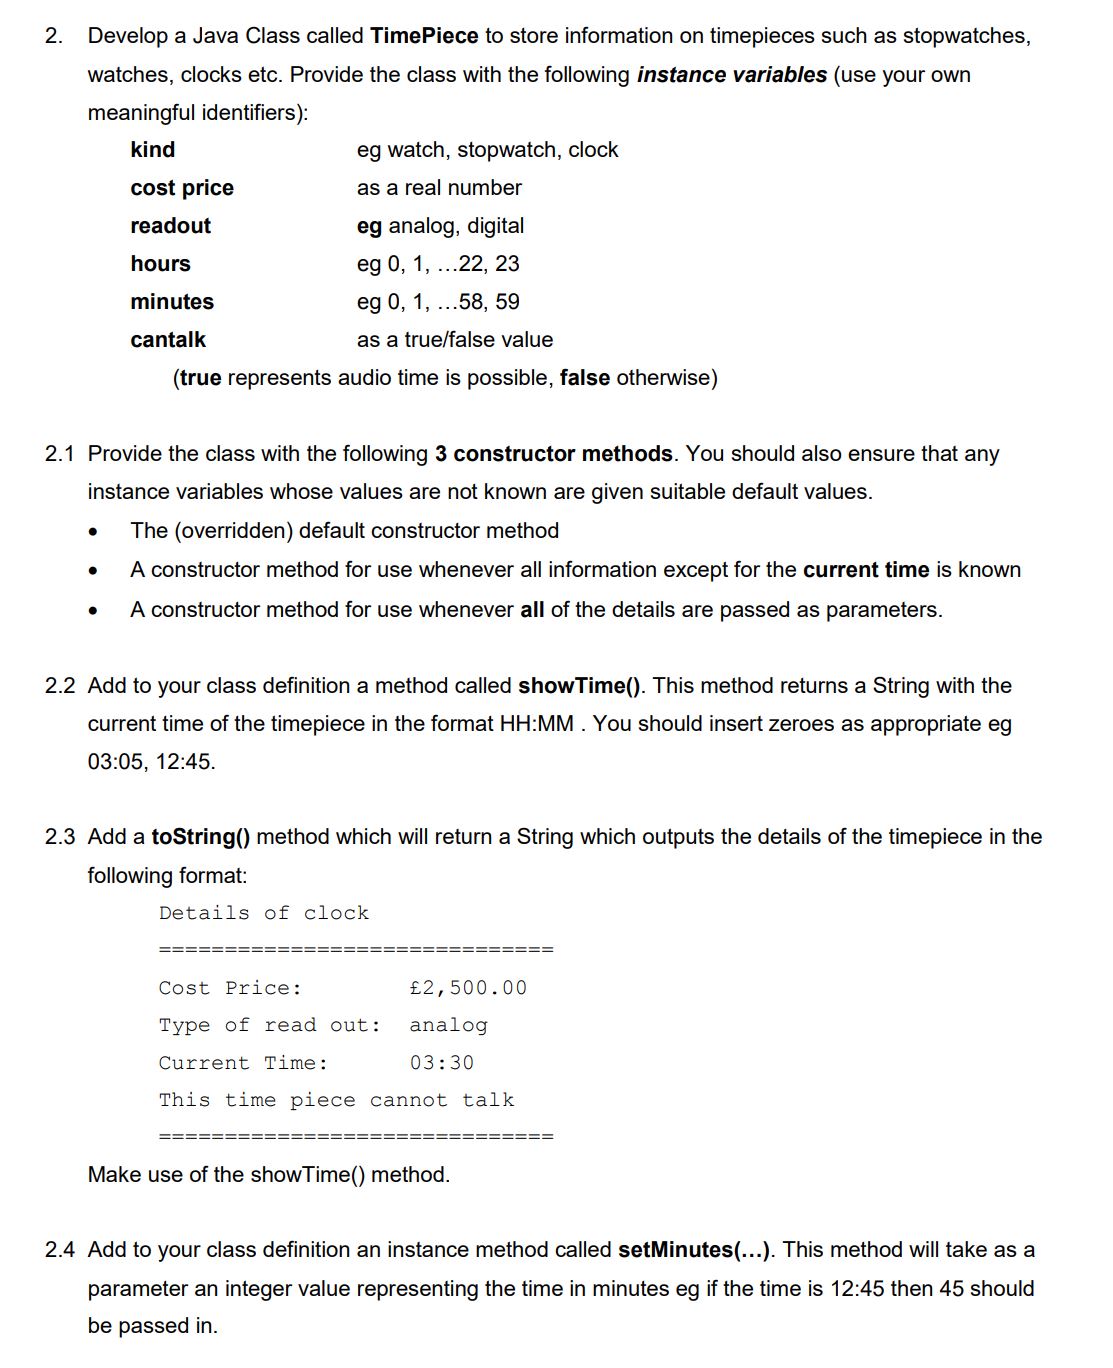 2. Develop a Java Class called TimePiece to store information on timepieces such as stopwatches,
watches, clocks etc. Provide the class with the following instance variables (use your own
meaningful identifiers):
kind eg watch, stopwatch, clock
cost price as a real number
readout eg analog, digital
hours eg 0, 1, …22, 23
minutes eg 0, 1, …58, 59
cantalk as a true/false value
(true represents audio time is possible, false otherwise)
2.1 Provide the class with the following 3 constructor methods. You should also ensure that any
instance variables whose values are not known are given suitable default values.
• The (overridden) default constructor method
• A constructor method for use whenever all information except for the current time is known
• A constructor method for use whenever all of the details are passed as parameters.
2.2 Add to your class definition a method called showTime(). This method returns a String with the
current time of the timepiece in the format HH:MM . You should insert zeroes as appropriate eg
03:05, 12:45.
2.3 Add a toString() method which will return a String which outputs the details of the timepiece in the
following format:
Details of clock
==============================
Cost Price: £2,500.00
Type of read out: analog
Current Time: 03:30
This time piece cannot talk
==============================
Make use of the showTime() method.
2.4 Add to your class definition an instance method called setMinutes(...). This method will take as a
parameter an integer value representing the time in minutes eg if the time is 12:45 then 45 should
be passed in.